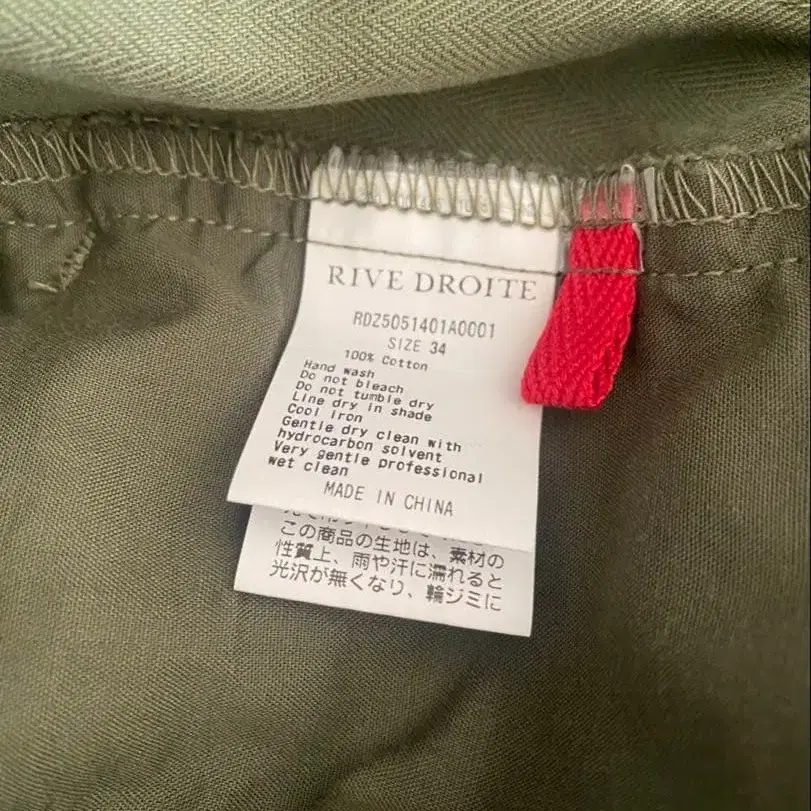 RIVE DROITE
RDZ5051401A0001
SIZE 34
100% Cotton
Hand wash
Do not bleach
Do not tumble dry
Line dry in shade
Cool iron
Gentle dry clean with
hydrocarbon solvent
Very gentle professional
wet clean
MADE IN CHINA
この商品の生地は、素材の
性質上、雨や汗に濡れると
光沢が無くなり、輪ジミに